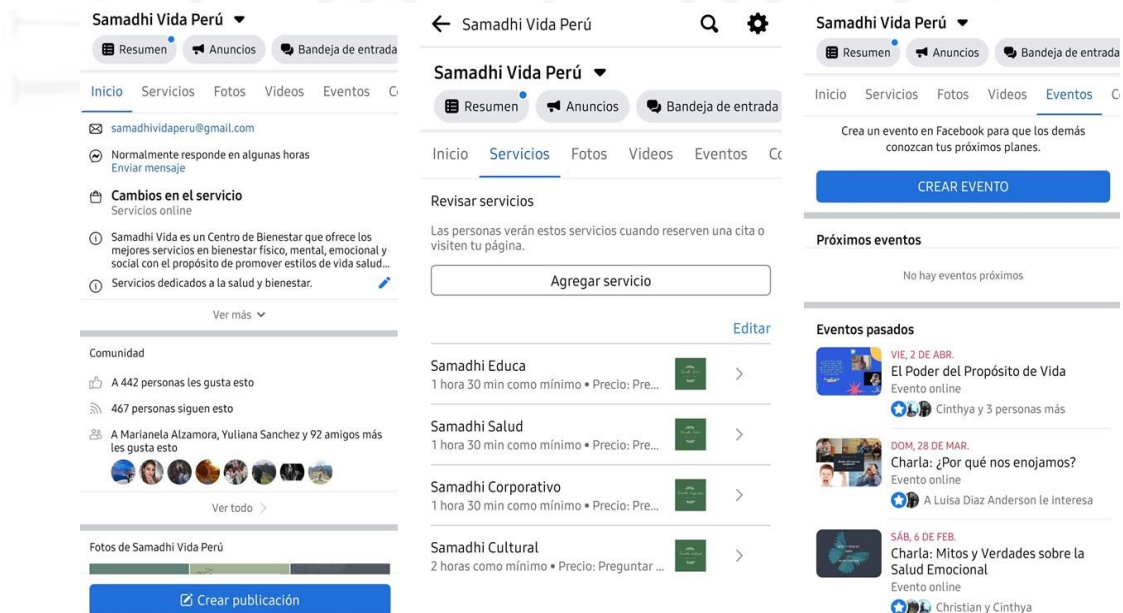 Samadhi Vida Perú
Resumen Anuncios Bandeja de entrada
Inicio Servicios Fotos Videos Eventos
samadhividaperu@gmail.com
Normalmente responde en algunas horas
Enviar mensaje
Cambios en el servicio
Servicios online
Samadhi Vida es un Centro de Bienestar que ofrece los
mejores servicios en bienestar físico, mental, emocional y
social con el propósito de promover estilos de vida salud...
Servicios dedicados a la salud y bienestar.
Ver más
Comunidad
A 442 personas les gusta esto
467 personas siguen esto
A Marianela Alzamora, Yuliana Sanchez y 92 amigos más
les gusta esto
Ver todo
Fotos de Samadhi Vida Perú
Crear publicación
Samadhi Vida Perú
Samadhi Vida Perú
Resumen Anuncios Bandeja de entrada
Inicio Servicios Fotos Videos Eventos Co
Revisar servicios
Las personas verán estos servicios cuando reserven una cita o
visiten tu página.
Agregar servicio
Editar
Samadhi Educa
1 hora 30 min como mínimo • Precio: Pre...
Samadhi Salud
1 hora 30 min como mínimo • Precio: Pre...
Samadhi Corporativo
1 hora 30 min como mínimo • Precio: Pre...
Samadhi Cultural
2 horas como mínimo • Precio: Preguntar ...
Samadhi Vida Perú
Resumen Anuncios Bandeja de entrada
Inicio Servicios Fotos Videos Eventos
Crea un evento en Facebook para que los demás
conozcan tus próximos planes.
CREAR EVENTO
Próximos eventos
No hay eventos próximos
Eventos pasados
VIE, 2 DE ABR.
El Poder del Propósito de Vida
Evento online
Cinthya y 3 personas más
DOM, 28 DE MAR.
Charla: ¿Por qué nos enojamos?
Evento online
A Luisa Diaz Anderson le interesa
SÁB, 6 DE FEB.
Charla: Mitos y Verdades sobre la
Salud Emocional
Evento online
Christian y Cinthya